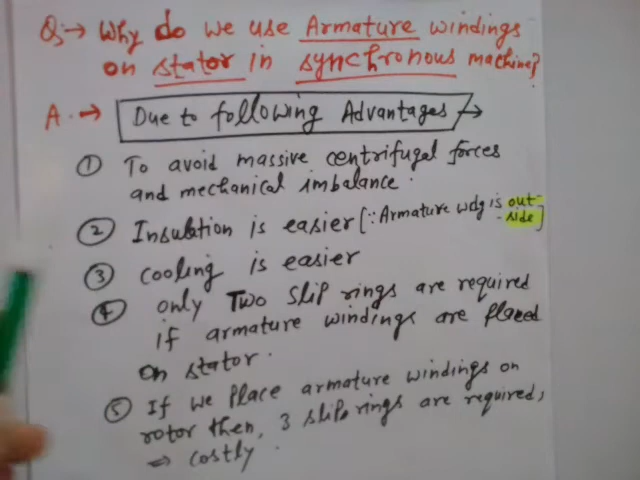 Q:→ Why do we use Armature windings
on stator in synchronous machine?
A.→ Due to following Advantages→
① To avoid massive centrifugal forces
and mechanical imbalance.
② Insulation is easier [∵ Armature wdg is out-
side]
③ cooling is easier
④ only Two slip rings are required
if armature windings are placed
on stator.
⑤ If we place armature windings on
rotor then, 3 slip rings are required,
⇒ costly.